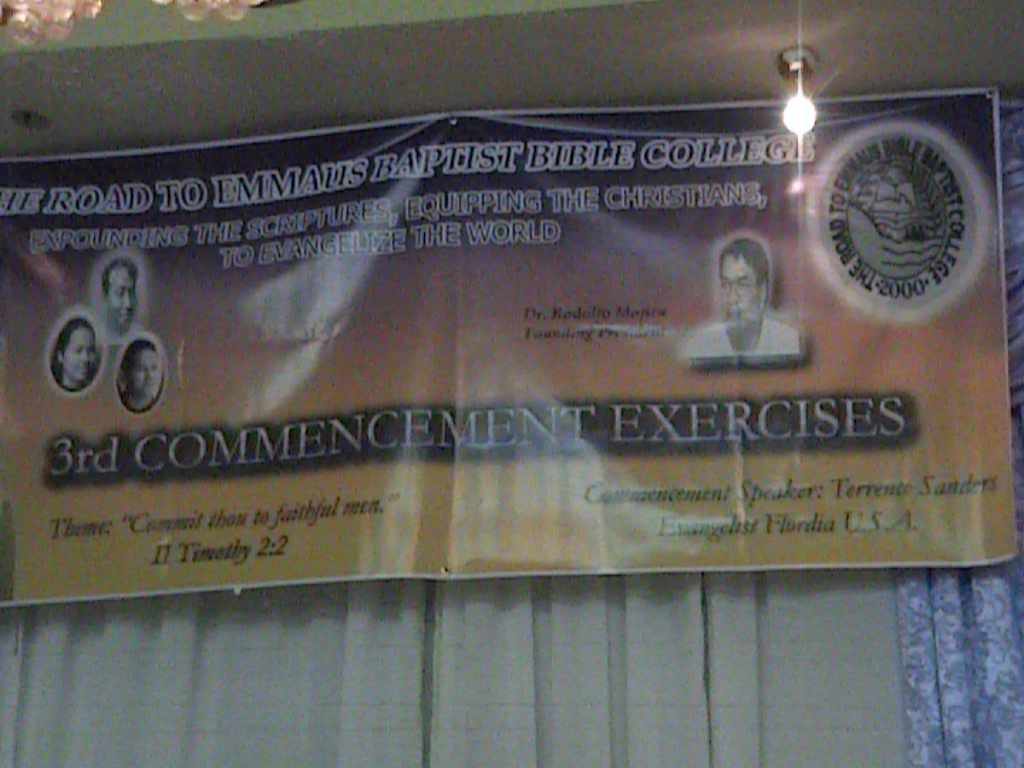 THE ROAD TO EMMAUS BAPTIST BIBLE COLLEGE
EXPOUNDING THE SCRIPTURES, EQUIPPING THE CHRISTIANS,
TO EVANGELIZE THE WORLD
THE ROAD TO EMMAUS BIBLE BAPTIST COLLEGE
·2000·
Dr. Rodolfo Mojica
Founding President
3rd COMMENCEMENT EXERCISES
Theme: "Commit thou to faithful men."
II Timothy 2:2
Commencement Speaker: Terrence Sanders
Evangelist Flordia U.S.A.